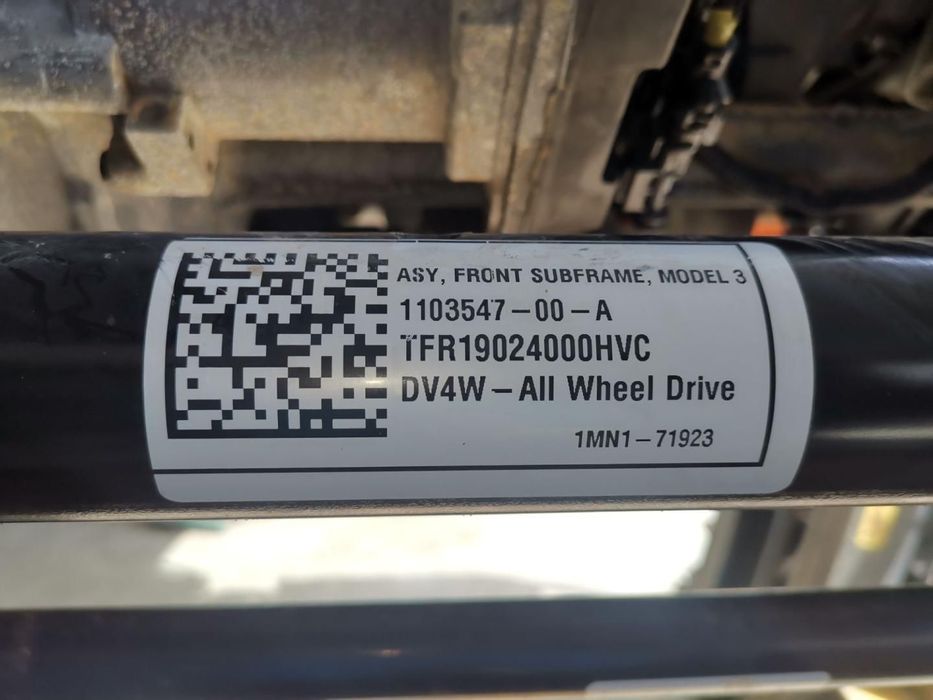 ASY, FRONT SUBFRAME, MODEL 3
1103547-00-A
TFR19024000HVC
DV4W-All Wheel Drive
1MN1-71923